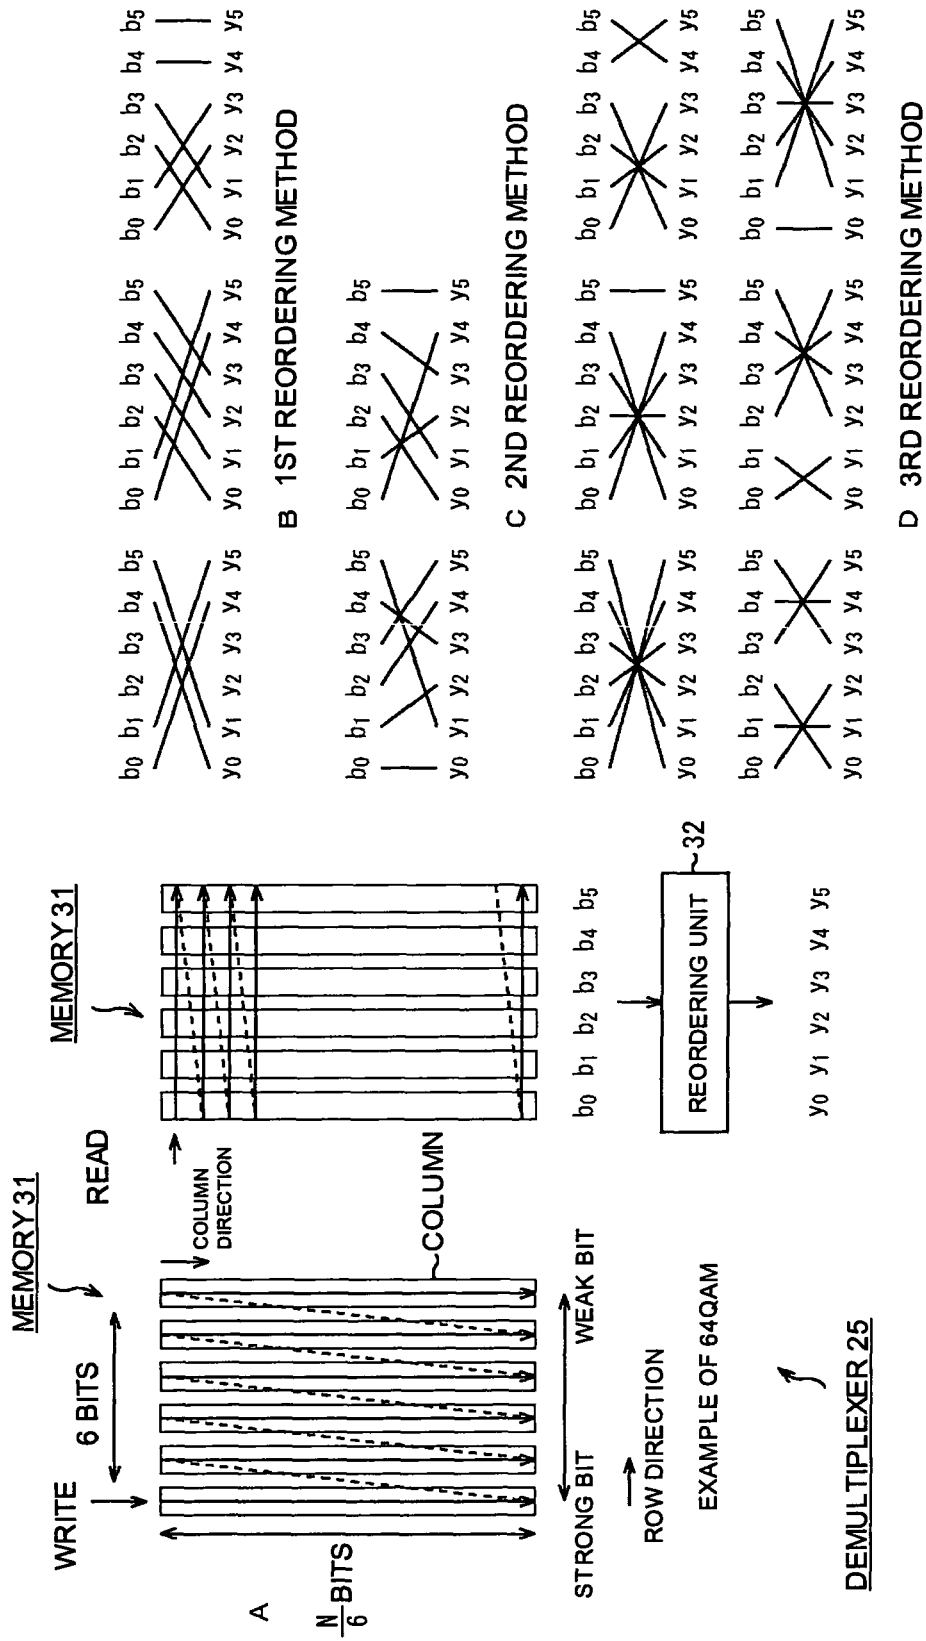 WRITE
MEMORY 31
6 BITS
A
N/6 BITS
COLUMN
COLUMN DIRECTION
STRONG BIT
WEAK BIT
ROW DIRECTION
EXAMPLE OF 64QAM
DEMULTIPLEXER 25
READ
MEMORY 31
b0 b1 b2 b3 b4 b5
REORDERING UNIT
32
y0 y1 y2 y3 y4 y5
b0 b1 b2 b3 b4 b5
y0 y1 y2 y3 y4 y5
b0 b1 b2 b3 b4 b5
y0 y1 y2 y3 y4 y5
b0 b1 b2 b3 b4 b5
y0 y1 y2 y3 y4 y5
B 1ST REORDERING METHOD
b0 b1 b2 b3 b4 b5
y0 y1 y2 y3 y4 y5
b0 b1 b2 b3 b4 b5
y0 y1 y2 y3 y4 y5
C 2ND REORDERING METHOD
b0 b1 b2 b3 b4 b5
y0 y1 y2 y3 y4 y5
b0 b1 b2 b3 b4 b5
y0 y1 y2 y3 y4 y5
b0 b1 b2 b3 b4 b5
y0 y1 y2 y3 y4 y5
b0 b1 b2 b3 b4 b5
y0 y1 y2 y3 y4 y5
b0 b1 b2 b3 b4 b5
y0 y1 y2 y3 y4 y5
b0 b1 b2 b3 b4 b5
y0 y1 y2 y3 y4 y5
D 3RD REORDERING METHOD